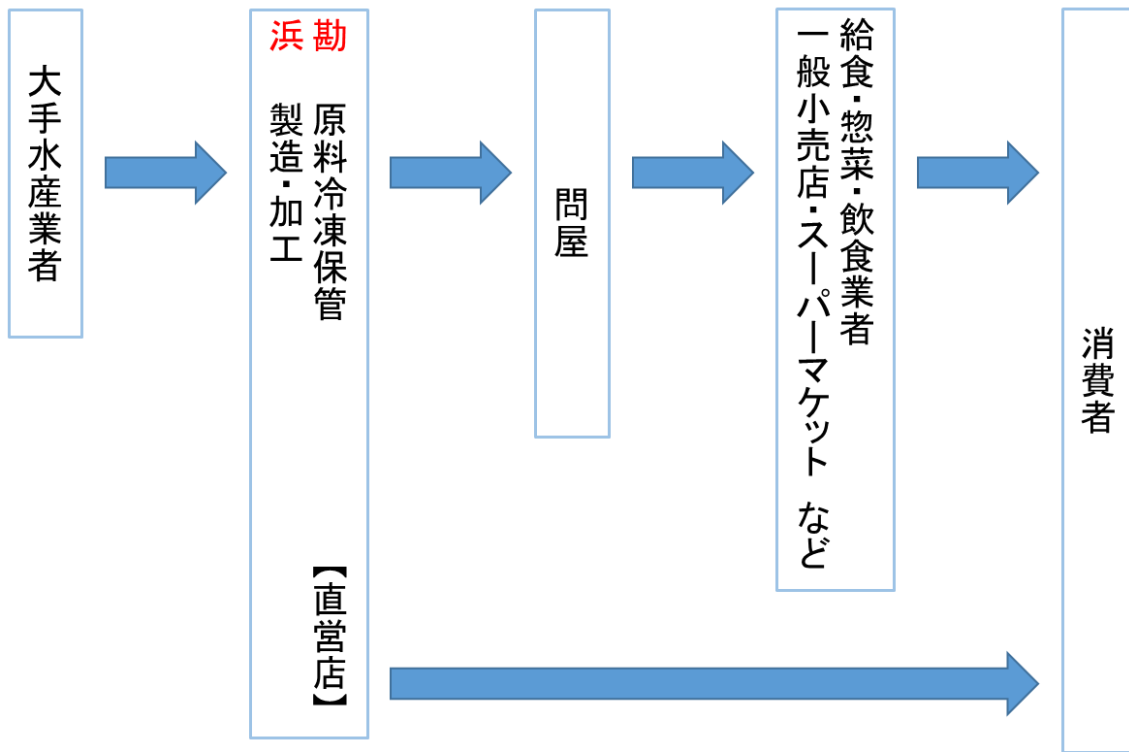 大手水産業者
浜勘
原料冷凍保管
製造・加工
【直営店】
問屋
給食・惣菜・飲食業者
一般小売店・スーパーマーケット など
消費者